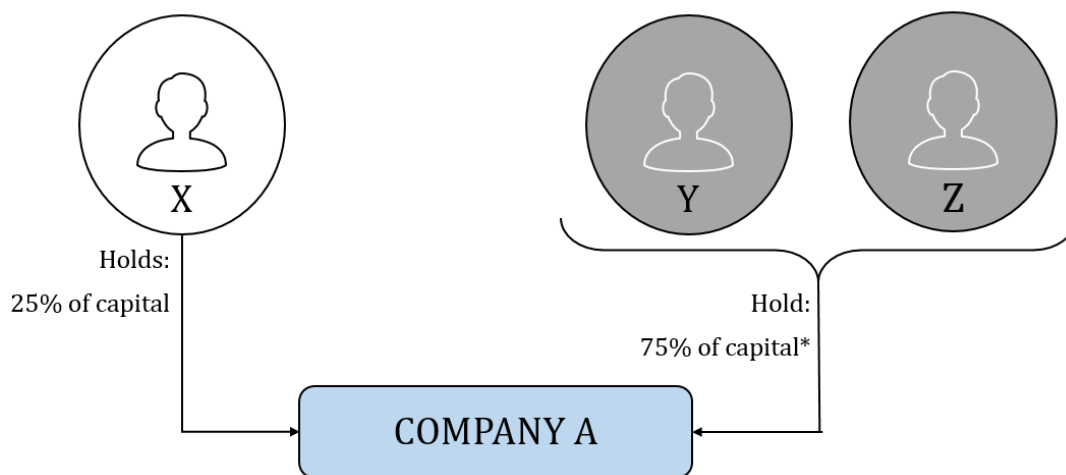 X
Y
Z
Holds:
25% of capital
Hold:
75% of capital*
COMPANY A